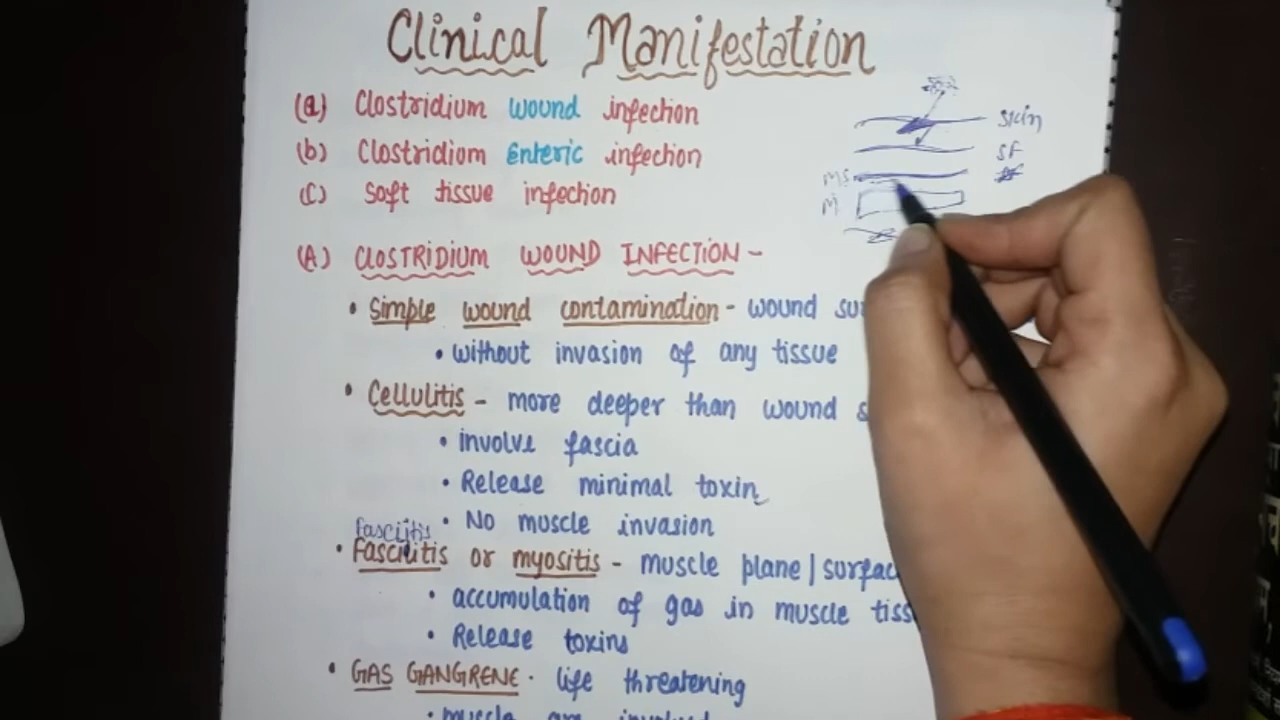 Clinical Manifestation
(a) Clostridium wound infection
(b) Clostridiom Enteric infection
(C) Soft tissue infection
skin
SF
MS
M
(A) CLOSTRIDIUM WOUND INFECTION -
• Simple wound contamination - wound su
• without invasion of any tissue
• Cellulitis - more deeper than wound s
• involve fascia
• Release minimal toxin
• No muscle invasion
fasciitis
• fascilitis or myositis - muscle plane/surfac
• accumulation of gas in muscle tiss
• Release toxins
• GAS GANGRENE . life threatening
• muscle are involved